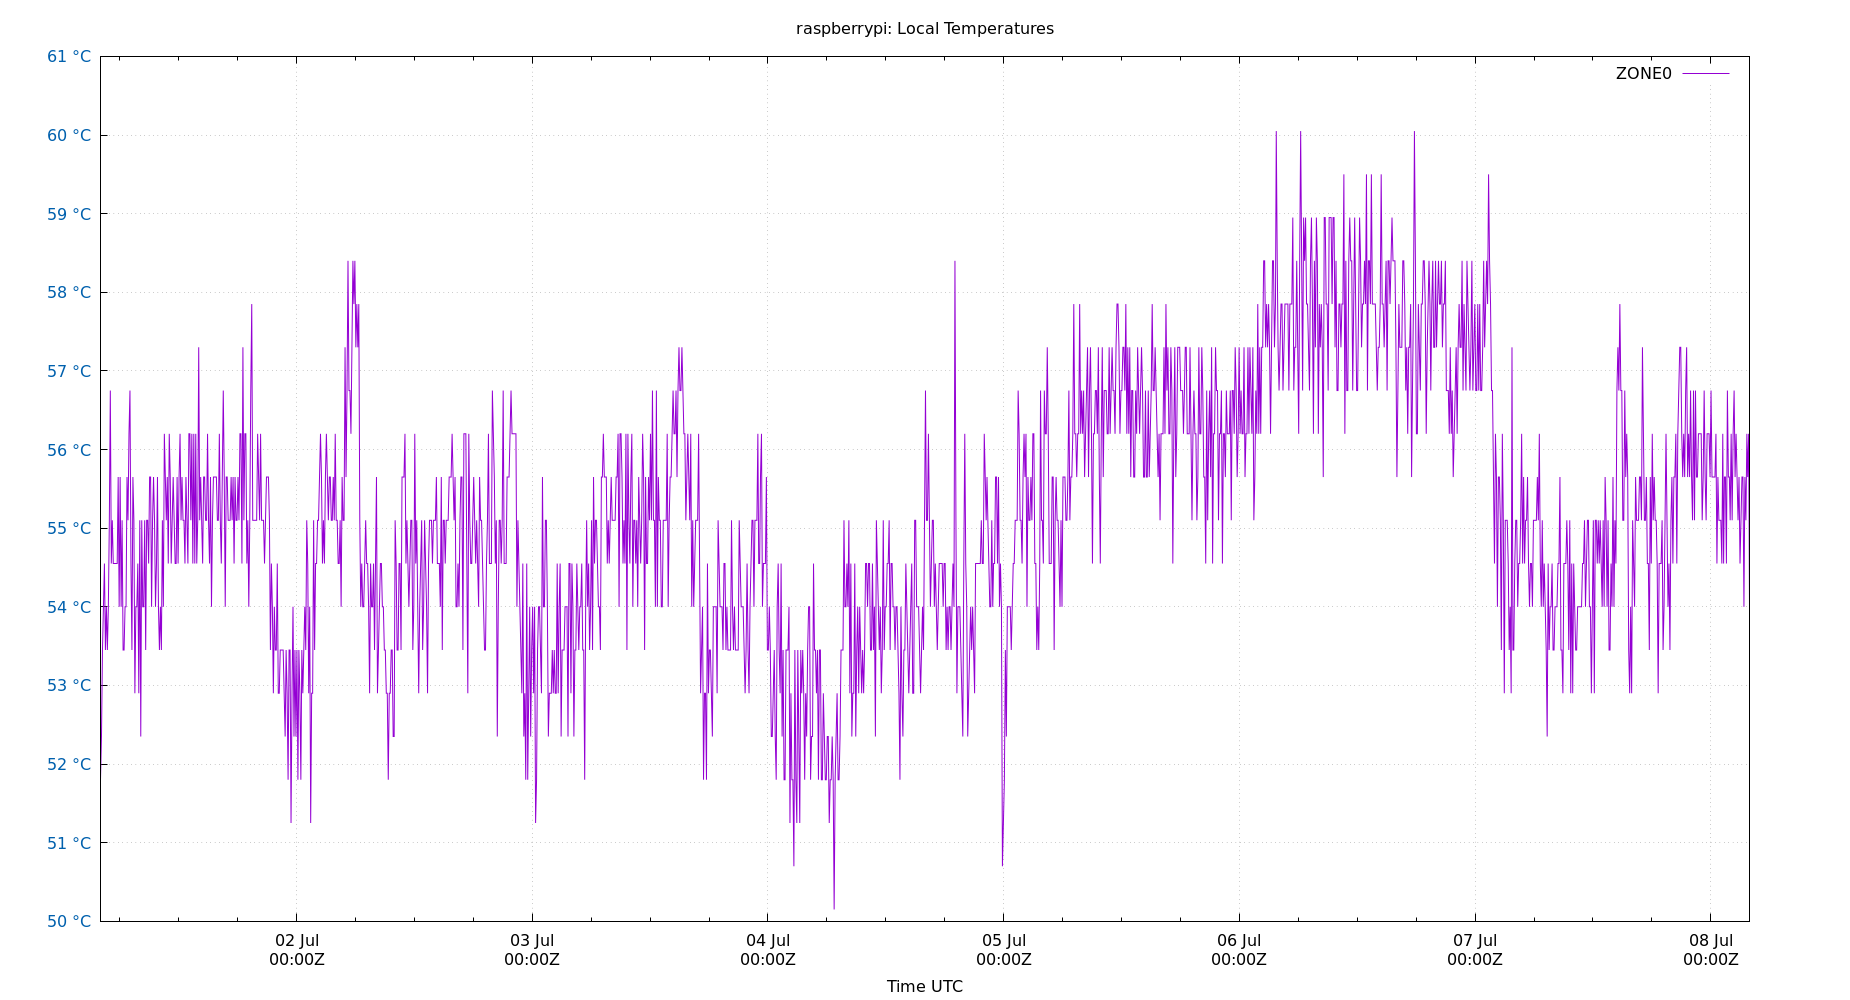 raspberrypi: Local Temperatures
61 °C
ZONE0
60 °C
59 °C
58 °C
57 °C
56 °C
55 °C
54 °C
53 °C
52 °C
51 °C
50 °C
02 Jul 03 Jul 04 Jul 05 Jul 06 Jul 07 Jul 08 Jul
00:00Z 00:00Z 00:00Z 00:00Z 00:00Z 00:00Z 00:00Z
Time UTC